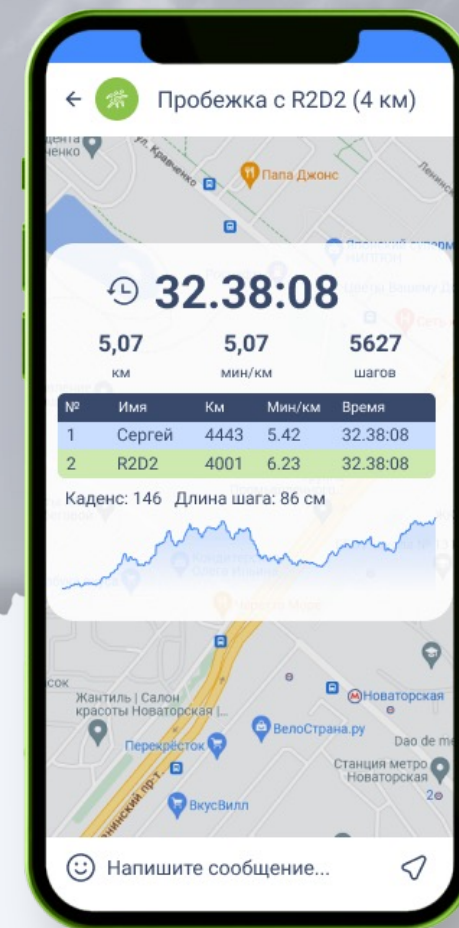 Пробежка с R2D2 (4 км)
ул. Кравченко
Папа Джонс
32.38:08
5,07 5,07 5627
км мин/км шагов
№ Имя Км Мин/км Время
1 Сергей 4443 5.42 32.38:08
2 R2D2 4001 6.23 32.38:08
Каденс: 146 Длина шага: 86 см
Новаторская
Жантиль | Салон
красоты Новаторская |...
ВелоСтрана.ру
Перекрёсток
Dao de
Станция метро
Новаторская
ВкусВилл
Напишите сообщение...